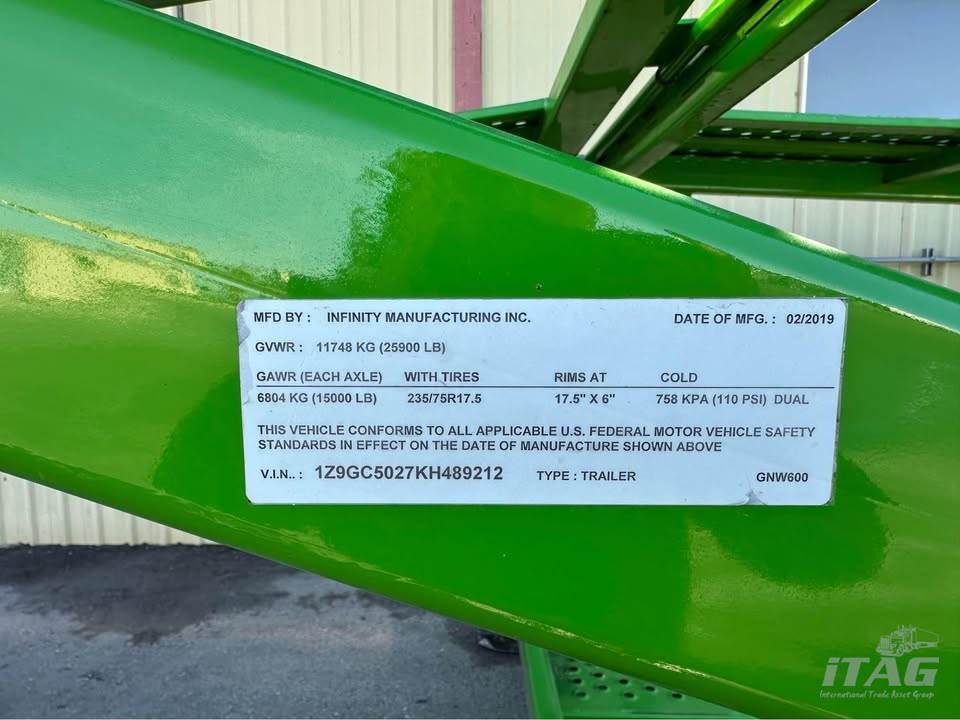 MFD BY : INFINITY MANUFACTURING INC. DATE OF MFG. : 02/2019
GVWR : 11748 KG (25900 LB)
GAWR (EACH AXLE) WITH TIRES RIMS AT COLD
6804 KG (15000 LB) 235/75R17.5 17.5" X 6" 758 KPA (110 PSI) DUAL
THIS VEHICLE CONFORMS TO ALL APPLICABLE U.S. FEDERAL MOTOR VEHICLE SAFETY
STANDARDS IN EFFECT ON THE DATE OF MANUFACTURE SHOWN ABOVE
V.I.N.. : 1Z9GC5027KH489212 TYPE : TRAILER GNW600
iTAG
International Trade Asset Group